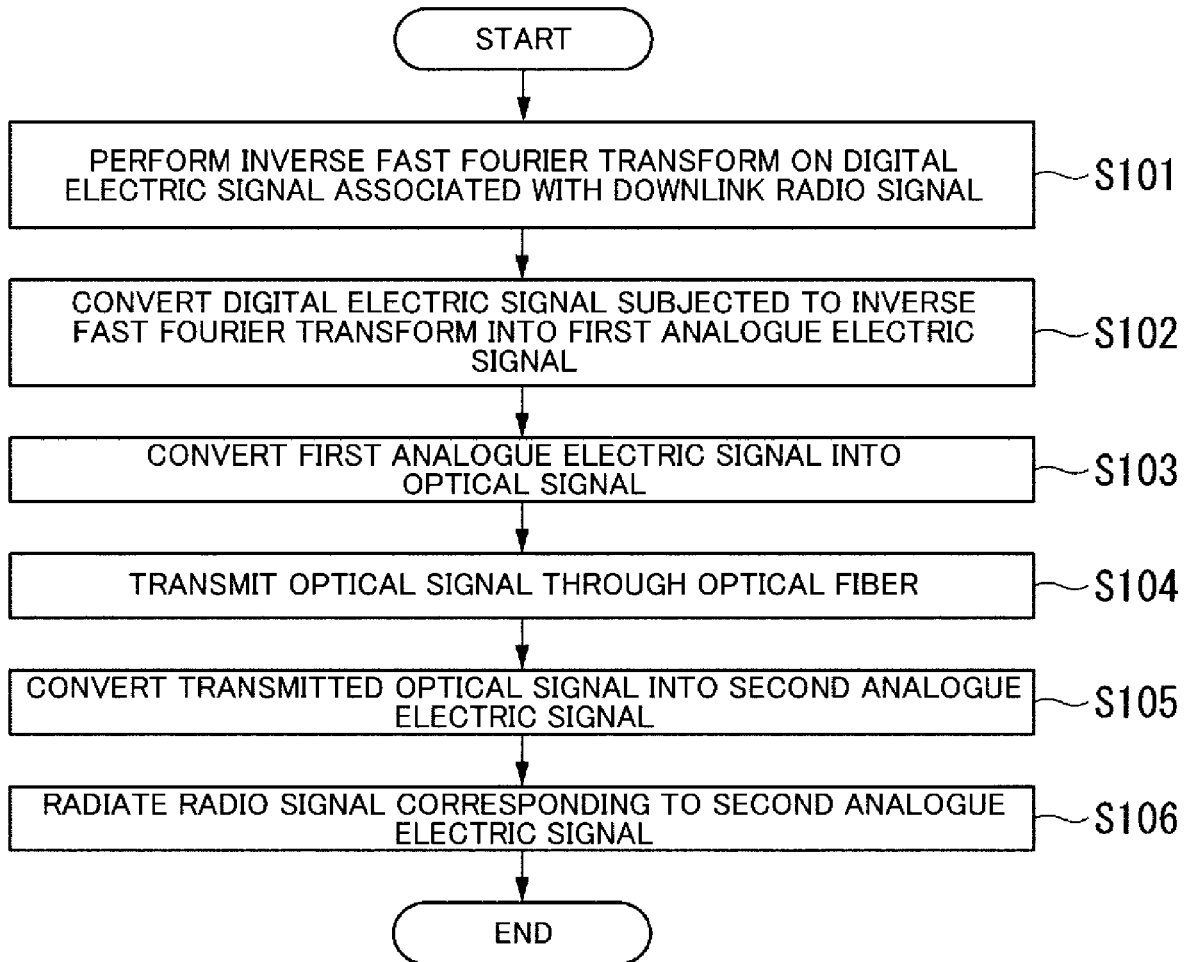 START
PERFORM INVERSE FAST FOURIER TRANSFORM ON DIGITAL
ELECTRIC SIGNAL ASSOCIATED WITH DOWNLINK RADIO SIGNAL
S101
CONVERT DIGITAL ELECTRIC SIGNAL SUBJECTED TO INVERSE
FAST FOURIER TRANSFORM INTO FIRST ANALOGUE ELECTRIC
SIGNAL
S102
CONVERT FIRST ANALOGUE ELECTRIC SIGNAL INTO
OPTICAL SIGNAL
S103
TRANSMIT OPTICAL SIGNAL THROUGH OPTICAL FIBER
S104
CONVERT TRANSMITTED OPTICAL SIGNAL INTO SECOND ANALOGUE
ELECTRIC SIGNAL
S105
RADIATE RADIO SIGNAL CORRESPONDING TO SECOND ANALOGUE
ELECTRIC SIGNAL
S106
END